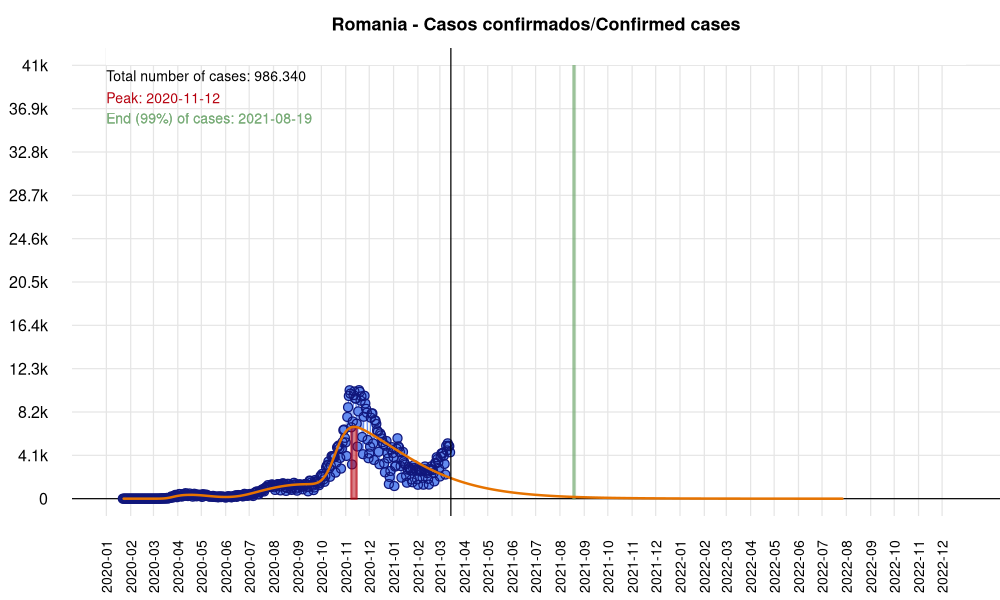 Romania - Casos confirmados/Confirmed cases
Total number of cases: 986.340
Peak: 2020-11-12
End (99%) of cases: 2021-08-19
41k
36.9k
32.8k
28.7k
24.6k
20.5k
16.4k
12.3k
8.2k
4.1k
0
2020-01
2020-02
2020-03
2020-04
2020-05
2020-06
2020-07
2020-08
2020-09
2020-10
2020-11
2020-12
2021-01
2021-02
2021-03
2021-04
2021-05
2021-06
2021-07
2021-08
2021-09
2021-10
2021-11
2021-12
2022-01
2022-02
2022-03
2022-04
2022-05
2022-06
2022-07
2022-08
2022-09
2022-10
2022-11
2022-12